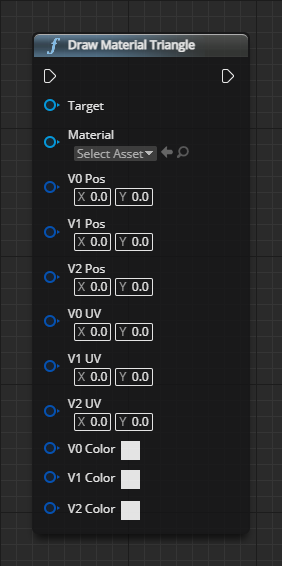 f Draw Material Triangle
Target
Material
Select Asset
V0 Pos
X 0.0 Y 0.0
V1 Pos
X 0.0 Y 0.0
V2 Pos
X 0.0 Y 0.0
V0 UV
X 0.0 Y 0.0
V1 UV
X 0.0 Y 0.0
V2 UV
X 0.0 Y 0.0
V0 Color
V1 Color
V2 Color